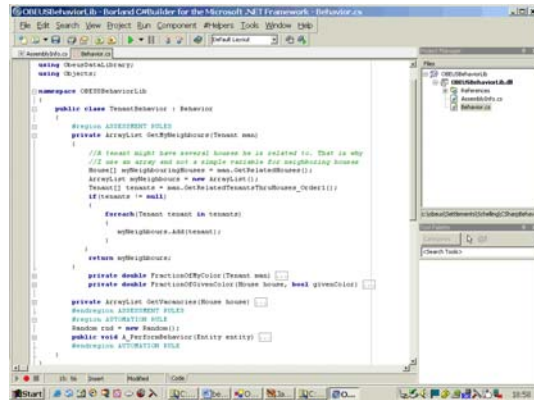 OBEUSBehaviorLib - Borland C#Builder for the Microsoft .NET Framework - Behavior.cs
File Edit Search View Project Run Component Helpers Tools Window Help
Default Layout
AssemblyInfo.cs Behavior.cs
using ObeusDataLibrary;
using Objects;
namespace OBEUSBehaviorLib
{
public class TenantBehavior : Behavior
{
#region ASSESSMENT RULES
private ArrayList GetMyNeighbours(Tenant man)
{
//A tenant might have several houses he is related to. That is why
//I use an array and not a simple variable for neighboring houses
House[] myNeighbouringHouses = man.GetRelatedHouses();
ArrayList myNeighbours = new ArrayList();
Tenant[] tenants = man.GetRelatedTenantsThruHouses_Order1();
if(tenants != null)
{
foreach(Tenant tenant in tenants)
{
myNeighbours.Add(tenant);
}
}
return myNeighbours;
}
private double FractionOfMyColor(Tenant man) ...
private double FractionOfGivenColor(House house, bool givenColor) ...
private ArrayList GetVacancies(House house) ...
#endregion ASSESSMENT RULES
#region AUTOMATION RULE
Random rnd = new Random();
public void A_PerformBehavior(Entity entity) ...
#endregion AUTOMATION RULE
}
Project Manager
Files
OBEUSBehaviorLib
OBEUSBehaviorLib.dll
References
AssemblyInfo.cs
Behavior.cs
Tool Palette
Categories
<Search Tools>
Insert Modified Code
Start 18:58